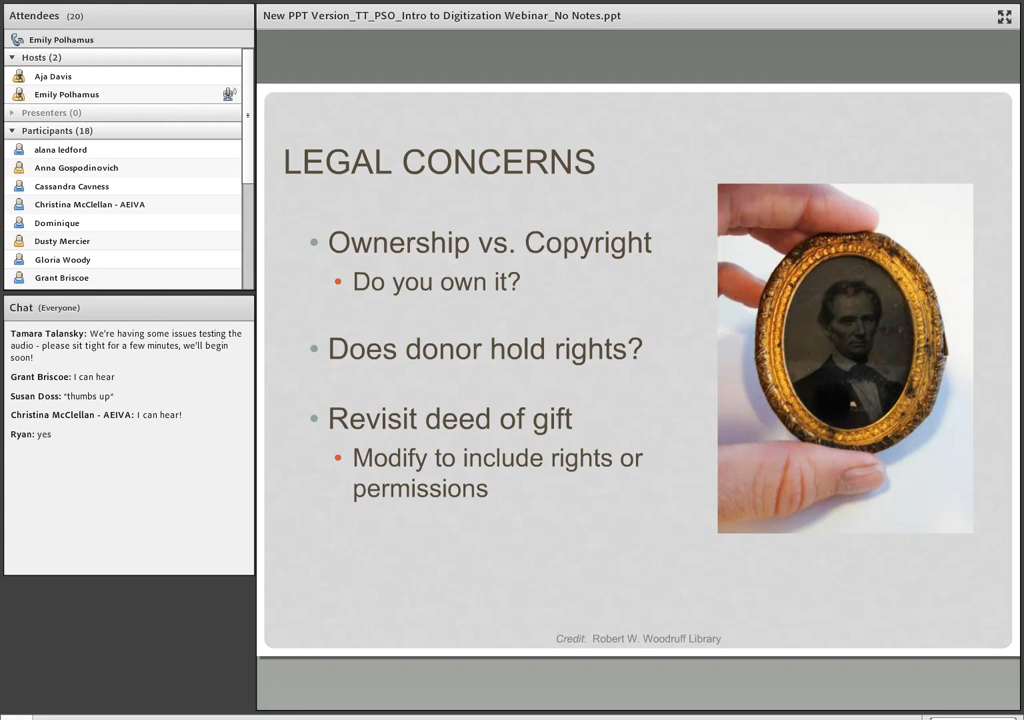 Attendees (20)
Emily Polhamus
Hosts (2)
Aja Davis
Emily Polhamus
Presenters (0)
Participants (18)
alana ledford
Anna Gospodinovich
Cassandra Cavness
Christina McClellan - AEIVA
Dominique
Dusty Mercier
Gloria Woody
Grant Briscoe
Chat (Everyone)
Tamara Talansky: We're having some issues testing the
audio - please sit tight for a few minutes, we'll begin
soon!
Grant Briscoe: I can hear
Susan Doss: *thumbs up*
Christina McClellan - AEIVA: I can hear!
Ryan: yes
New PPT Version_TT_PSO_Intro to Digitization Webinar_No Notes.ppt
LEGAL CONCERNS
• Ownership vs. Copyright
• Do you own it?
• Does donor hold rights?
• Revisit deed of gift
• Modify to include rights or
permissions
Credit: Robert W. Woodruff Library